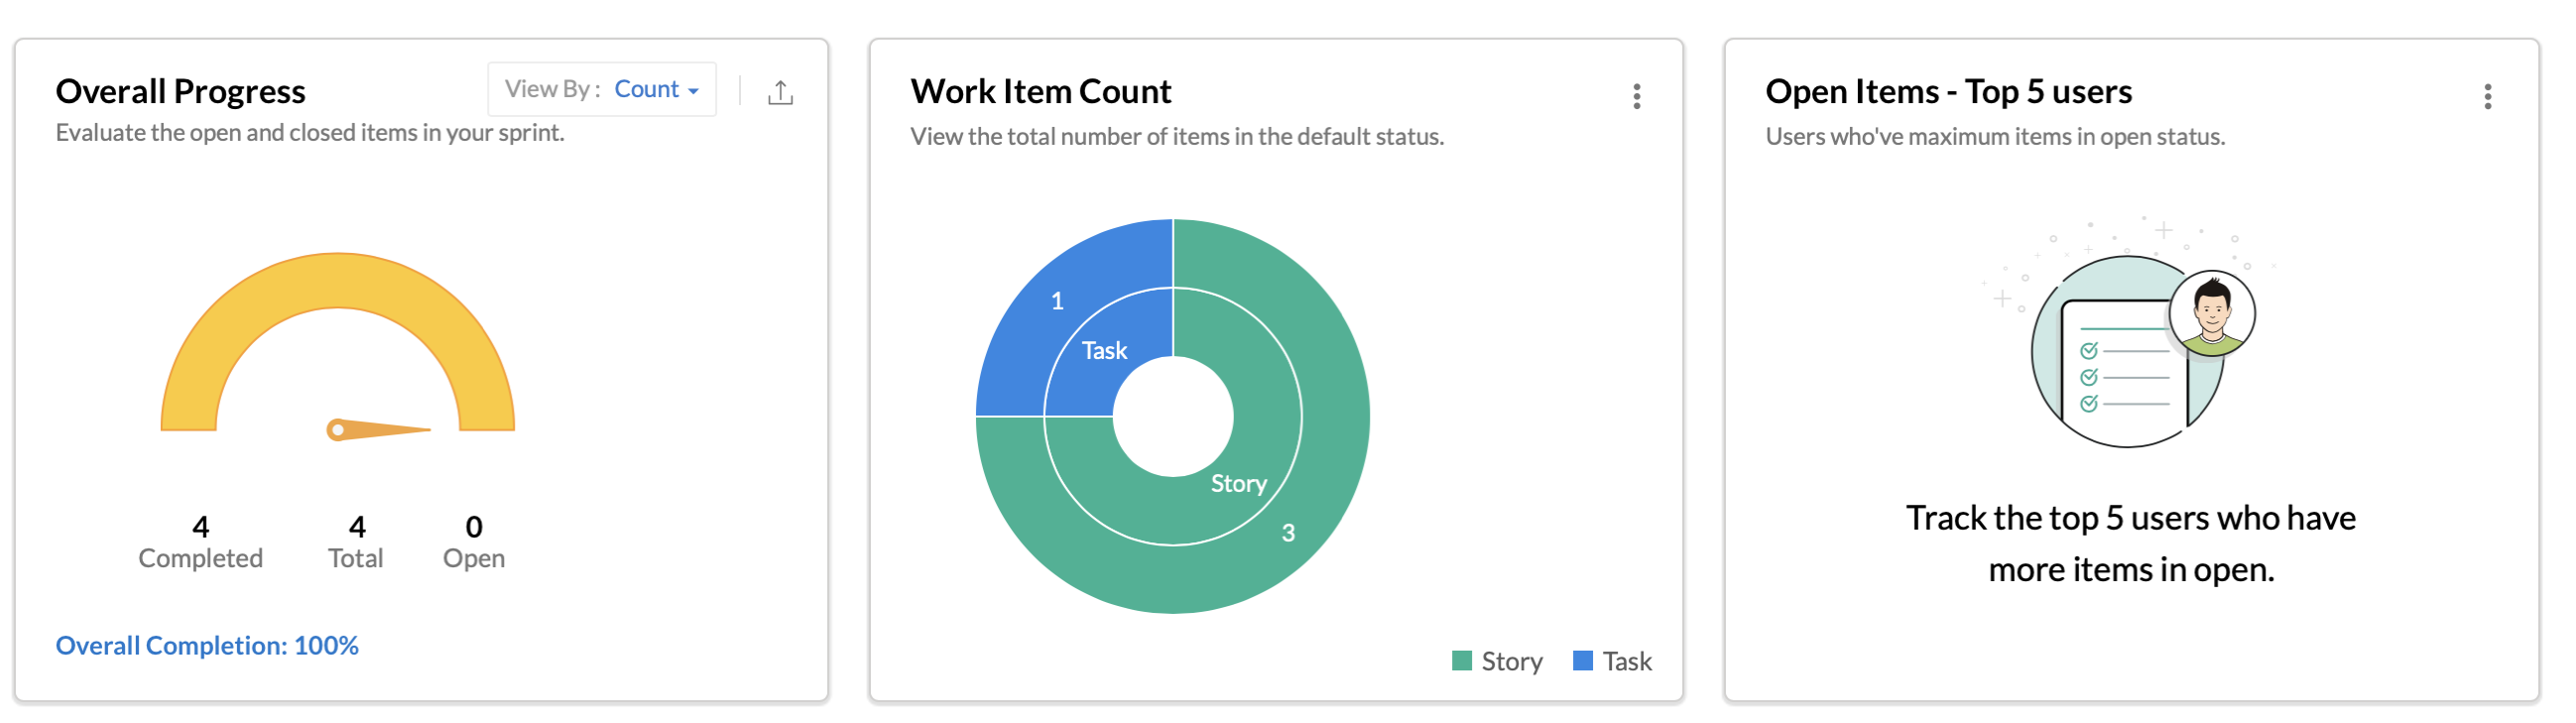 Overall Progress
View By : Count
Evaluate the open and closed items in your sprint.
4
Completed
4
Total
0
Open
Overall Completion: 100%
Work Item Count
View the total number of items in the default status.
1
Task
Story
3
Story
Task
Open Items - Top 5 users
Users who've maximum items in open status.
Track the top 5 users who have
more items in open.